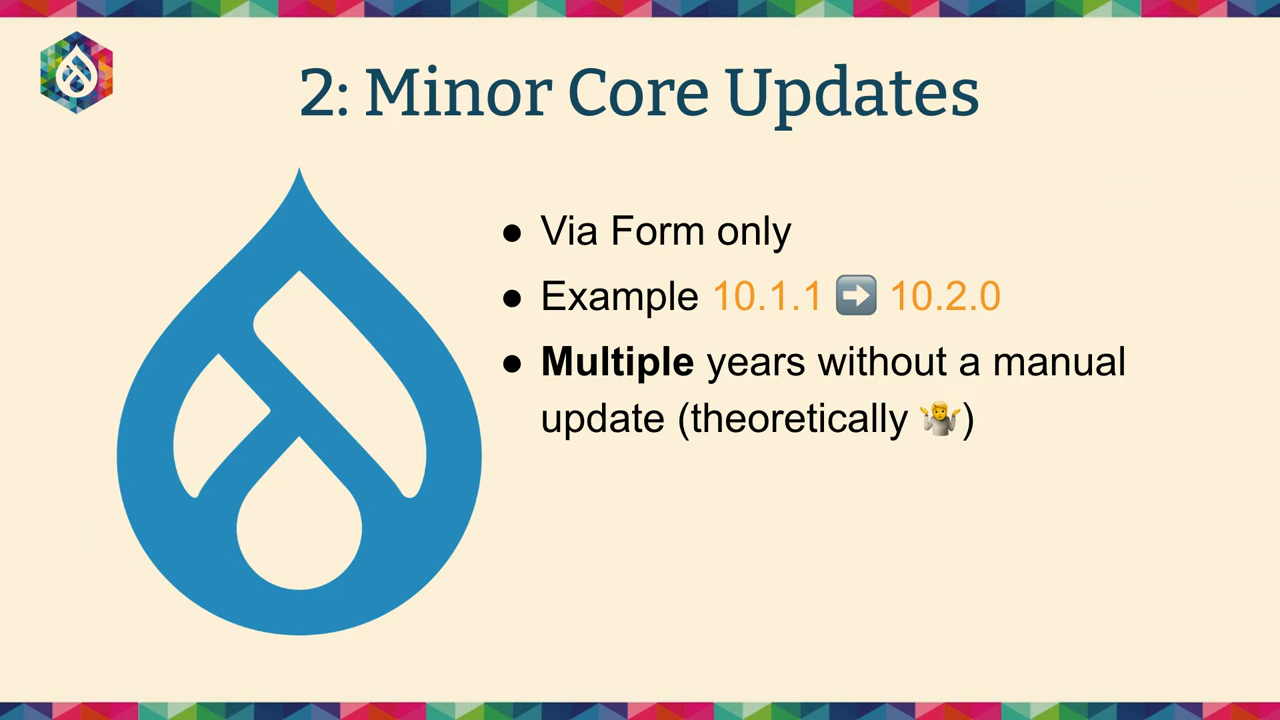 2: Minor Core Updates
● Via Form only
● Example 10.1.1 ➡️ 10.2.0
● Multiple years without a manual
update (theoretically 🤷)